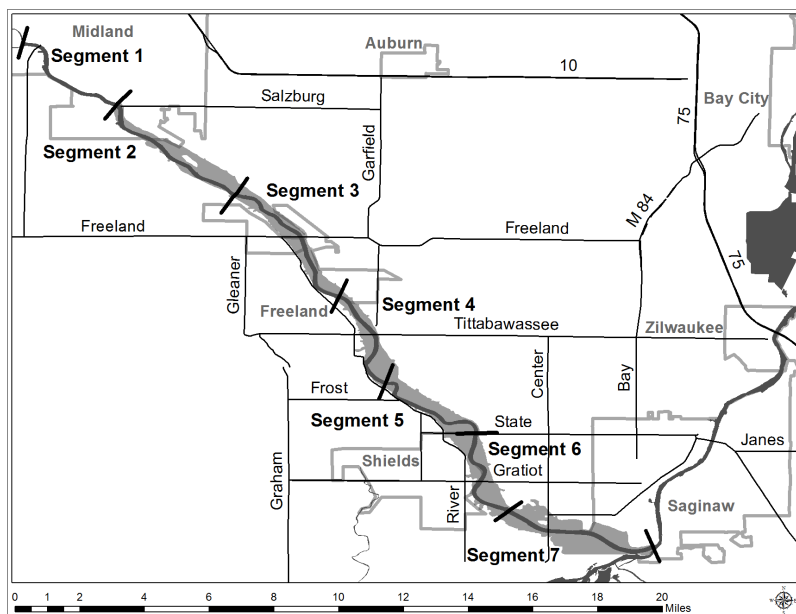 Midland
Segment 1
Auburn
10
Salzburg
Bay City
75
Segment 2
Garfield
Segment 3
M 84
Freeland
Freeland
75
Gleaner
Freeland
Segment 4
Tittabawassee
Zilwaukee
Center
Bay
Frost
Segment 5
State
Janes
Segment 6
Shields
Gratiot
Graham
River
Saginaw
Segment 7
0 1 2 4 6 8 10 12 14 16 18 20
Miles